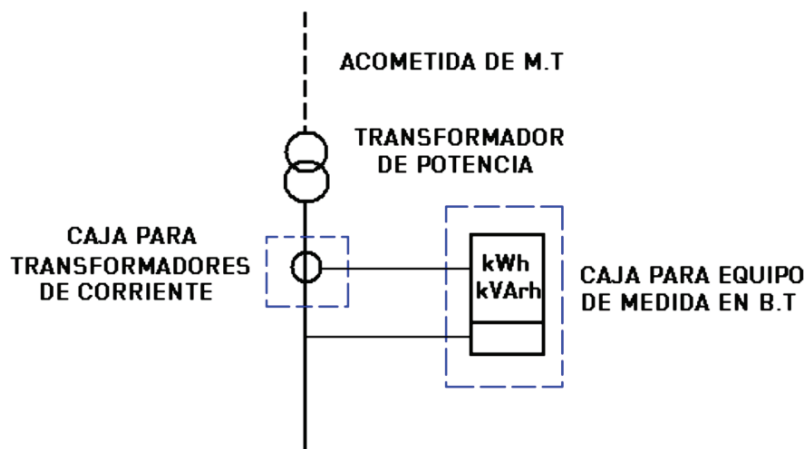 ACOMETIDA DE M.T
TRANSFORMADOR
DE POTENCIA
CAJA PARA
TRANSFORMADORES
DE CORRIENTE
kWh
kVArh
CAJA PARA EQUIPO
DE MEDIDA EN B.T